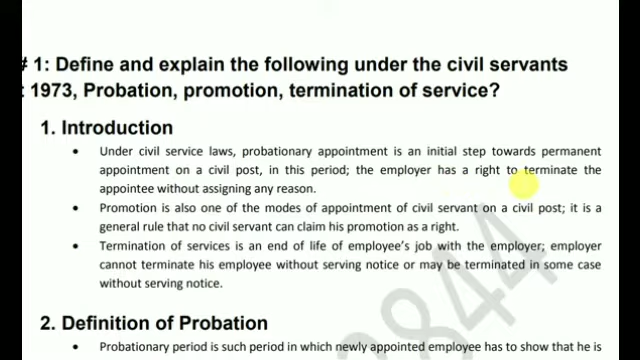 # 1: Define and explain the following under the civil servants
1973, Probation, promotion, termination of service?
1. Introduction
• Under civil service laws, probationary appointment is an initial step towards permanent
appointment on a civil post, in this period; the employer has a right to terminate the
appointee without assigning any reason.
• Promotion is also one of the modes of appointment of civil servant on a civil post; it is a
general rule that no civil servant can claim his promotion as a right.
• Termination of services is an end of life of employee's job with the employer; employer
cannot terminate his employee without serving notice or may be terminated in some case
without serving notice.
2. Definition of Probation
• Probationary period is such period in which newly appointed employee has to show that he is